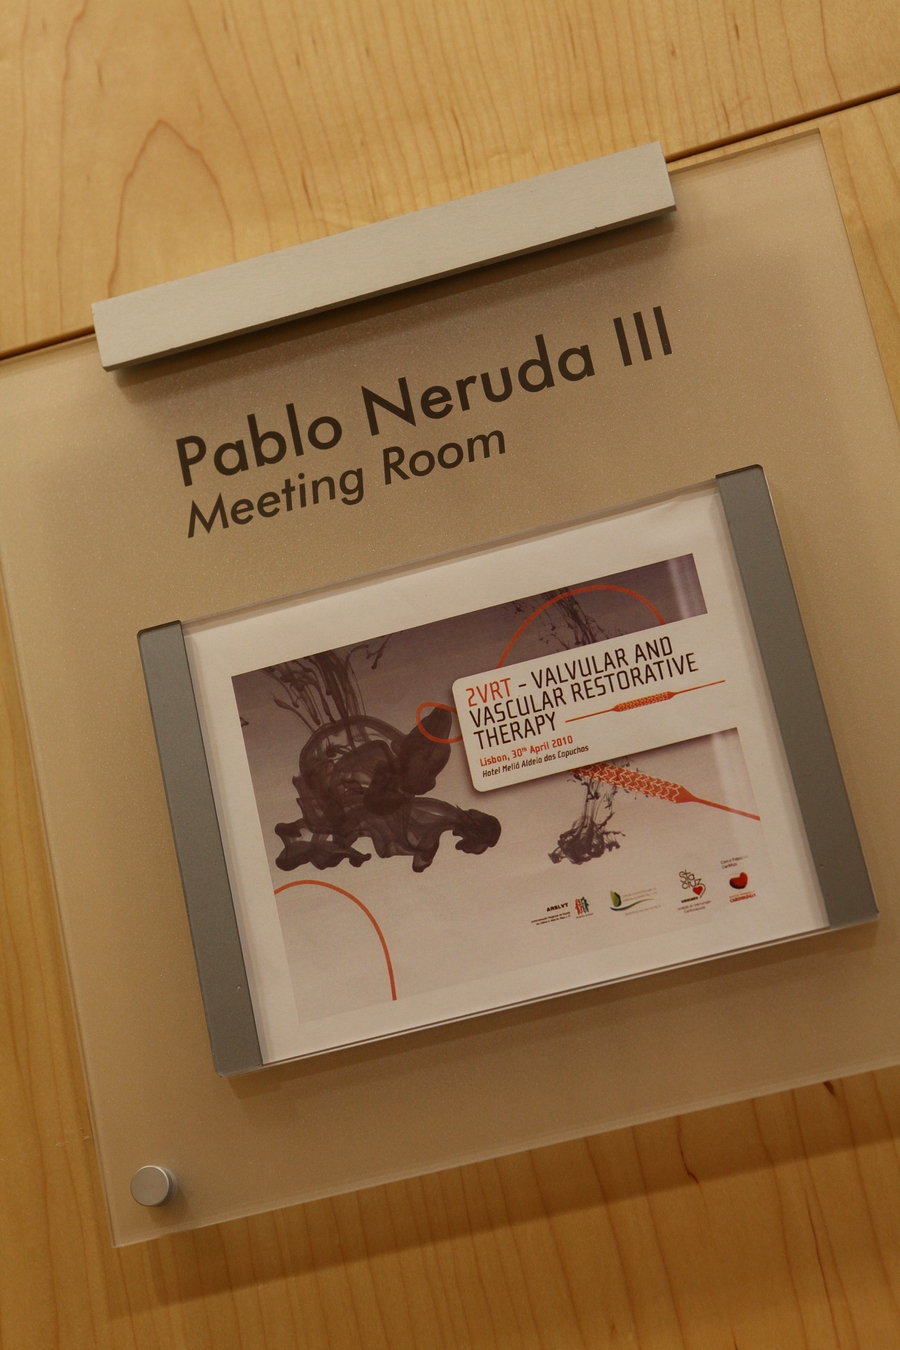 Pablo Neruda III
Meeting Room
2VRT - VALVULAR AND
VASCULAR RESTORATIVE
THERAPY
Lisbon, 30th April 2010
Hotel Meliá Aldeia dos Capuchos
ARSLVT